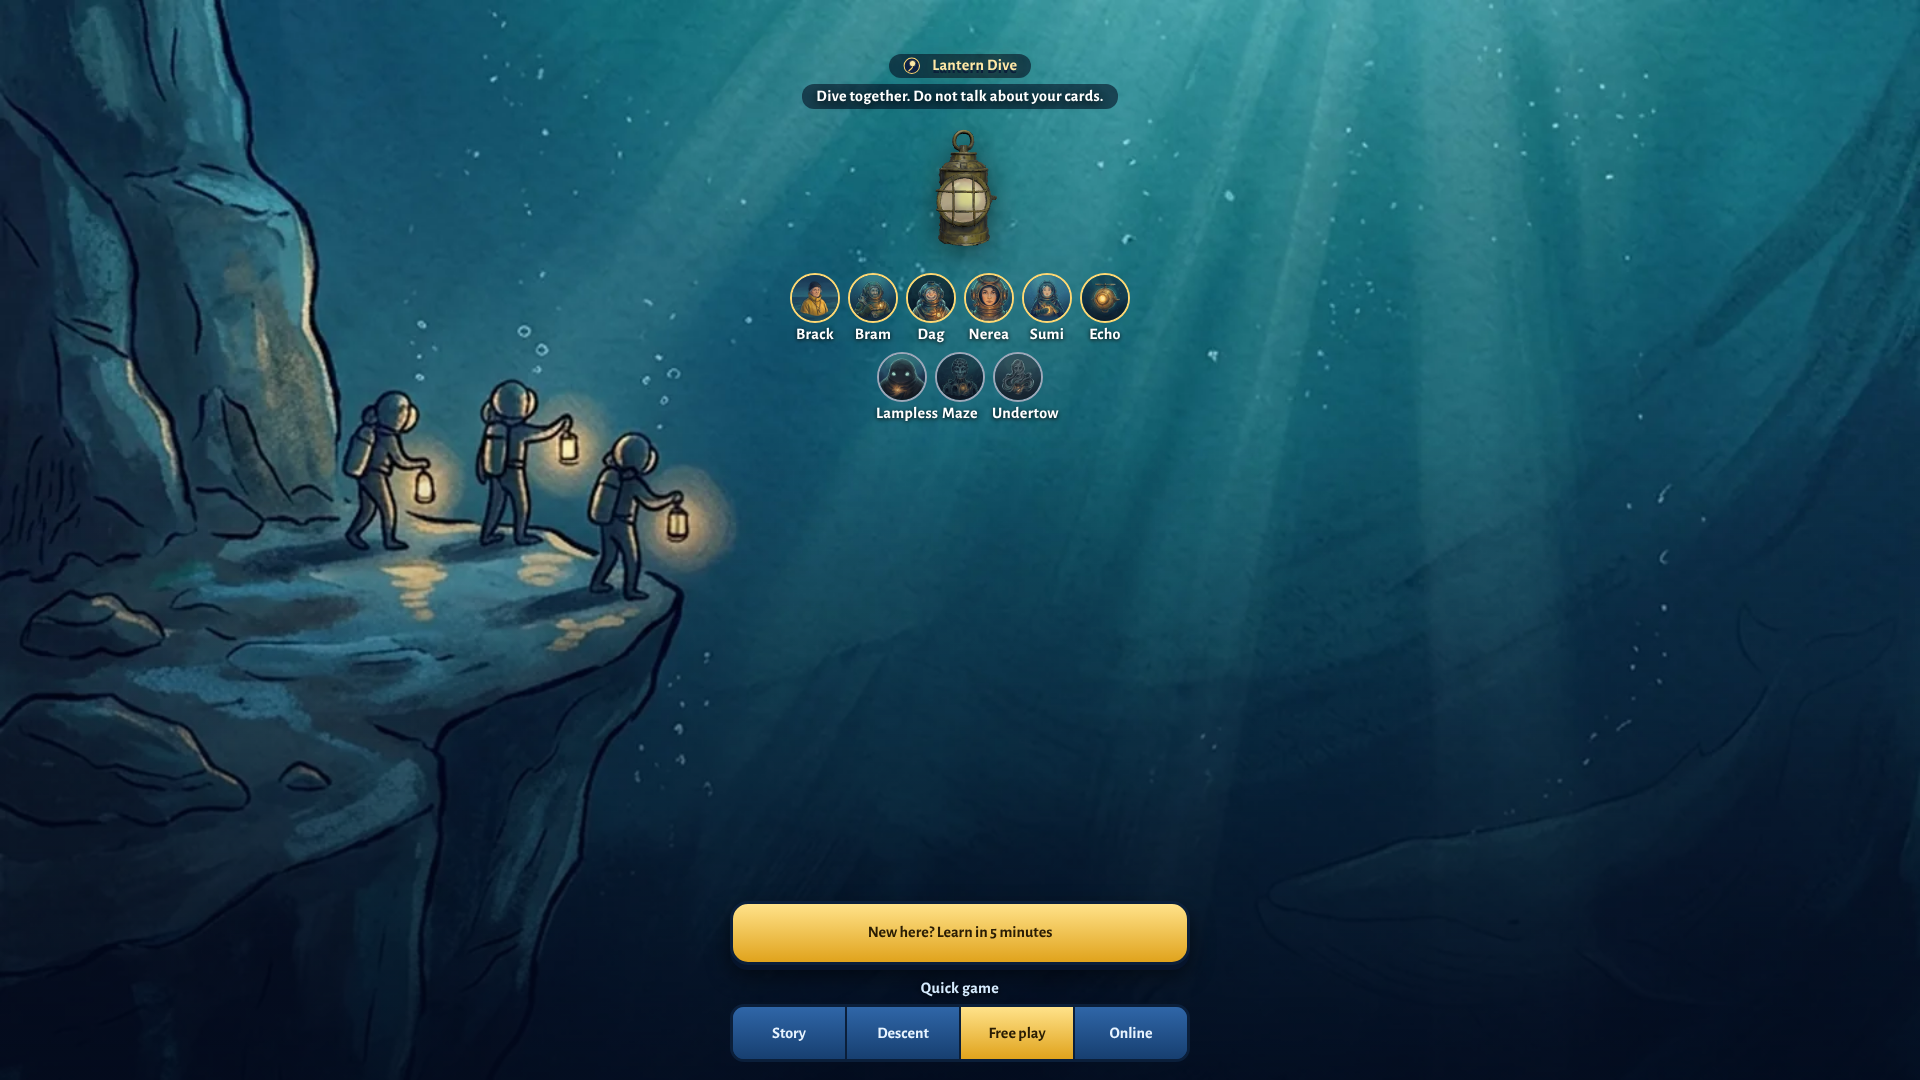 Lantern Dive
Dive together. Do not talk about your cards.
Brack Bram Dag Nerea Sumi Echo
Lampless Maze Undertow
New here? Learn in 5 minutes
Quick game
Story Descent Free play Online